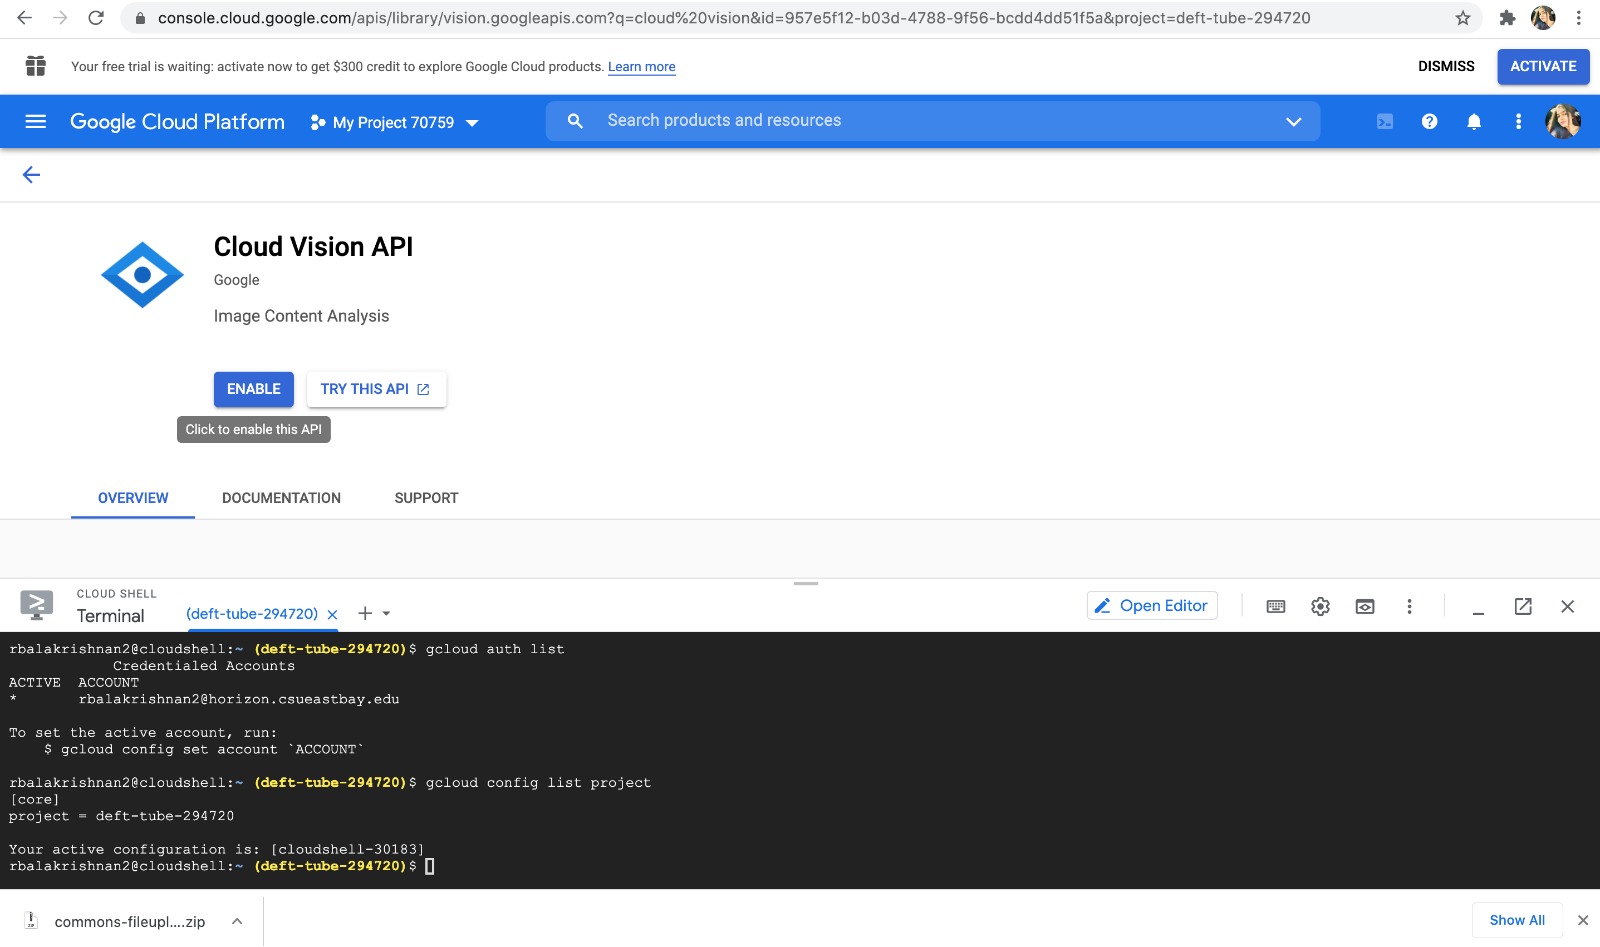 console.cloud.google.com/apis/library/vision.googleapis.com?q=cloud%20vision&id=957e5f12-b03d-4788-9f56-bcdd4dd51f5a&project=deft-tube-294720
Your free trial is waiting: activate now to get $300 credit to explore Google Cloud products. Learn more
DISMISS
ACTIVATE
Google Cloud Platform
My Project 70759
Search products and resources
Cloud Vision API
Google
Image Content Analysis
ENABLE
TRY THIS API
Click to enable this API
OVERVIEW
DOCUMENTATION
SUPPORT
CLOUD SHELL
Terminal
(deft-tube-294720)
Open Editor
rbalakrishnan2@cloudshell:~ (deft-tube-294720)$ gcloud auth list
Credentialed Accounts
ACTIVE  ACCOUNT
*       rbalakrishnan2@horizon.csueastbay.edu
To set the active account, run:
$ gcloud config set account `ACCOUNT`
rbalakrishnan2@cloudshell:~ (deft-tube-294720)$ gcloud config list project
[core]
project = deft-tube-294720
Your active configuration is: [cloudshell-30183]
rbalakrishnan2@cloudshell:~ (deft-tube-294720)$
commons-fileupl....zip
Show All